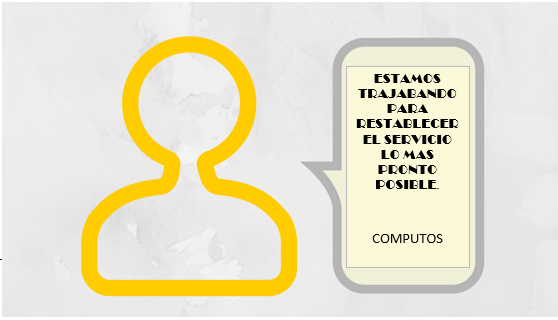 ESTAMOS
TRAJABANDO
PARA
RESTABLECER
EL SERVICIO
LO MAS
PRONTO
POSIBLE.
COMPUTOS